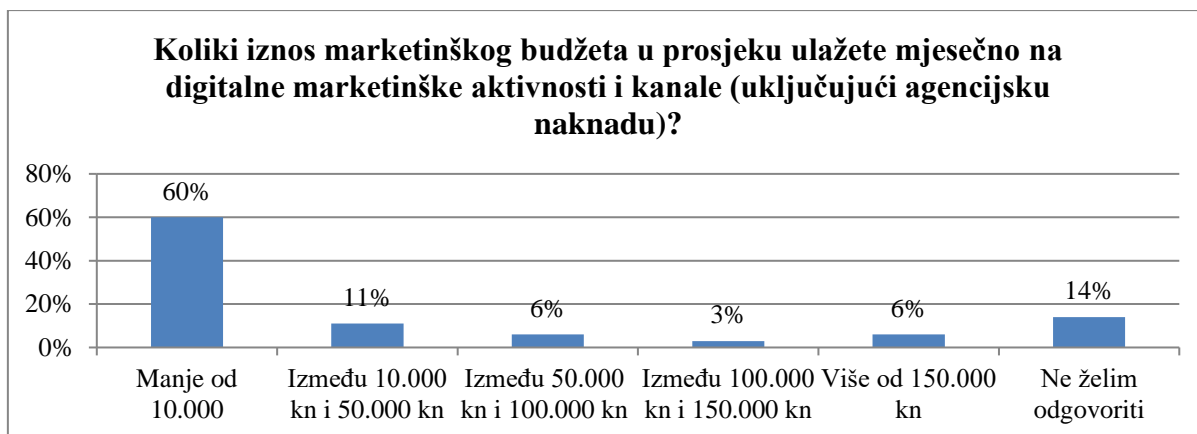 Koliki iznos marketinškog budžeta u prosjeku ulažete mjesečno na
digitalne marketinške aktivnosti i kanale (uključujući agencijsku
naknadu)?
80%
60%
40%
20%
0%
60%
11%
6%
3%
6%
14%
Manje od
10.000
Između 10.000
kn i 50.000 kn
Između 50.000
kn i 100.000 kn
Između 100.000
kn i 150.000 kn
Više od 150.000
kn
Ne želim
odgovoriti